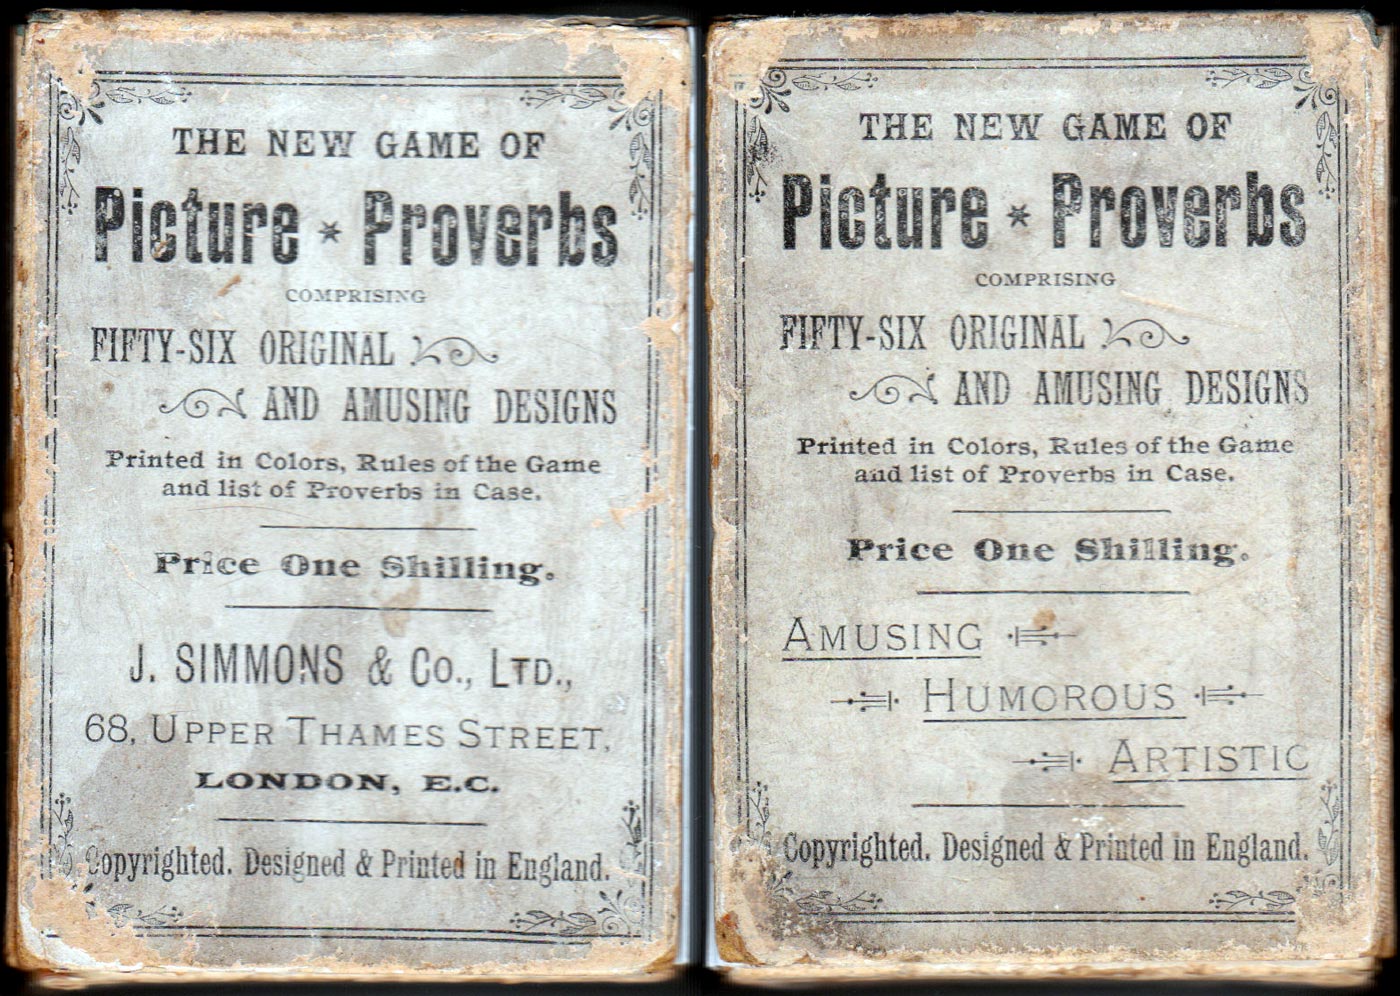 THE NEW GAME OF
Picture * Proverbs
COMPRISING
FIFTY-SIX ORIGINAL
AND AMUSING DESIGNS
Printed in Colors, Rules of the Game
and list of Proverbs in Case.
Price One Shilling.
J. SIMMONS & Co., LTD.,
68, UPPER THAMES STREET,
LONDON, E.C.
Copyrighted. Designed & Printed in England.
THE NEW GAME OF
Picture * Proverbs
COMPRISING
FIFTY-SIX ORIGINAL
AND AMUSING DESIGNS
Printed in Colors, Rules of the Game
and list of Proverbs in Case.
Price One Shilling.
AMUSING
HUMOROUS
ARTISTIC
Copyrighted. Designed & Printed in England.